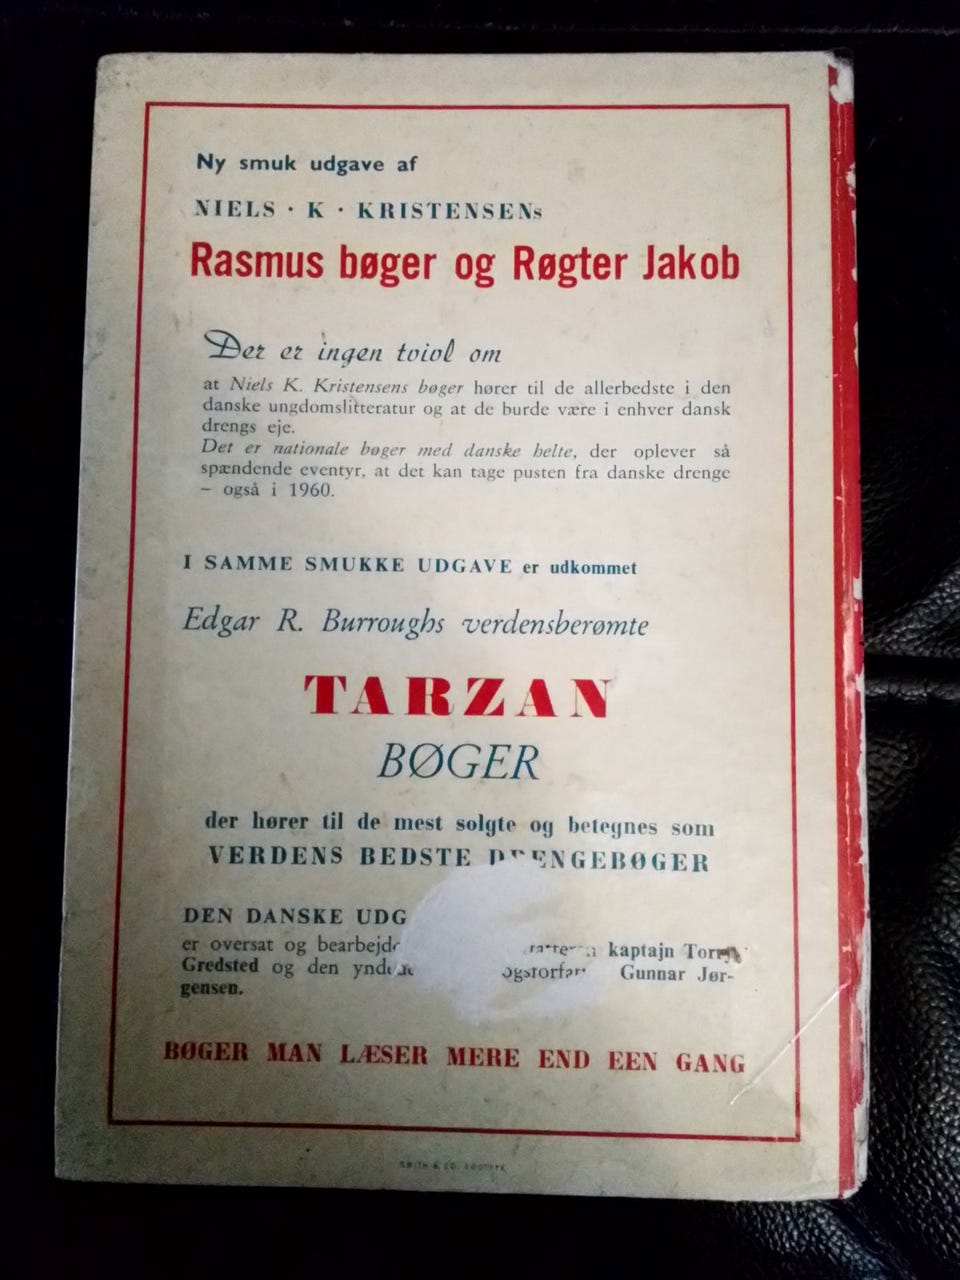 Ny smuk udgave af
NIELS · K · KRISTENSENs
Rasmus bøger og Røgter Jakob
Der er ingen tvivl om
at Niels K. Kristensens bøger hører til de allerbedste i den
danske ungdomslitteratur og at de burde være i enhver dansk
drengs eje.
Det er nationale bøger med danske helte, der oplever så
spændende eventyr, at det kan tage pusten fra danske drenge
– også i 1960.
I SAMME SMUKKE UDGAVE er udkommet
Edgar R. Burroughs verdensberømte
TARZAN
BØGER
der hører til de mest solgte og betegnes som
VERDENS BEDSTE DRENGEBØGER
DEN DANSKE UDG
er oversat og kaptajn
Gredsted og den Gunnar Jør-
gensen.
BØGER MAN LÆSER MERE END EEN GANG